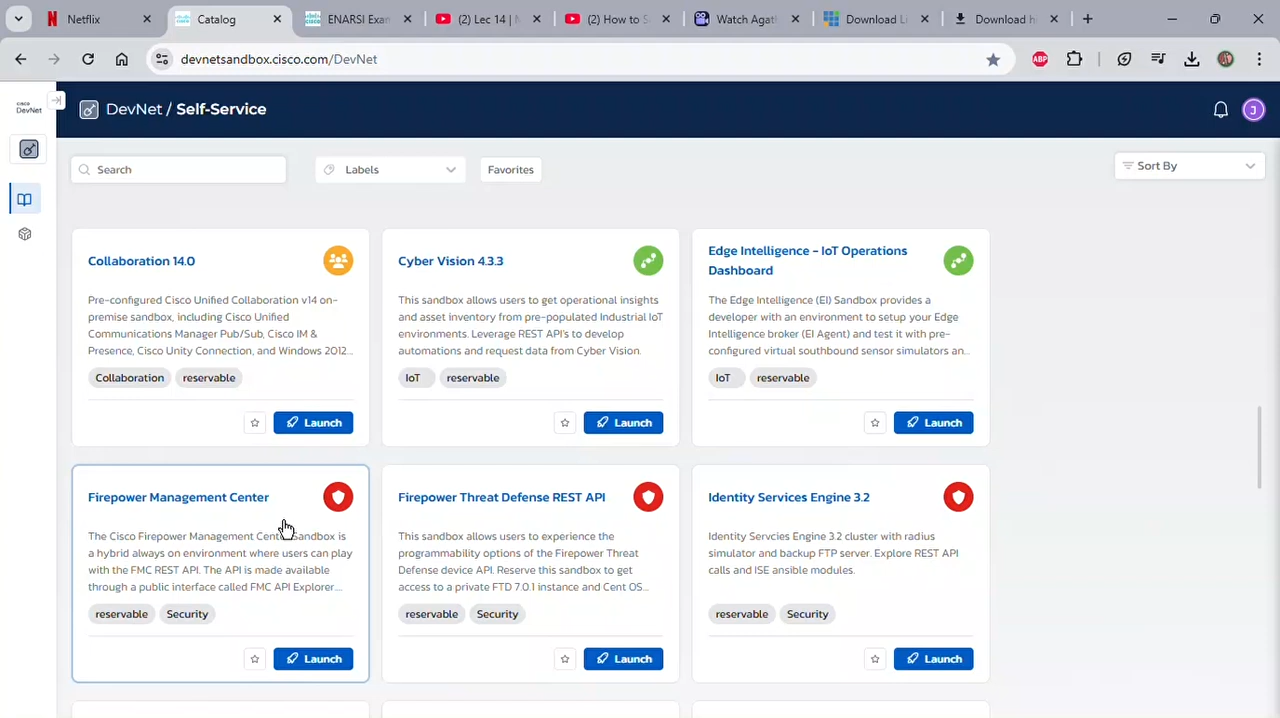 Netflix
Catalog
ENARSI Exa
(2) Lec 14 |
(2) How to S
Watch Agat
Download Li
Download h
devnetsandbox.cisco.com/DevNet
ABP
CISCO
DevNet
DevNet / Self-Service
J
Search
Labels
Favorites
Sort By
Collaboration 14.0
Pre-configured Cisco Unified Collaboration v14 on-
premise sandbox, including Cisco Unified
Communications Manager Pub/Sub, Cisco IM &
Presence, Cisco Unity Connection, and Windows 2012...
Collaboration
reservable
Launch
Cyber Vision 4.3.3
This sandbox allows users to get operational insights
and asset inventory from pre-populated Industrial IoT
environments. Leverage REST API's to develop
automations and request data from Cyber Vision.
IoT
reservable
Launch
Edge Intelligence - IoT Operations
Dashboard
The Edge Intelligence (EI) Sandbox provides a
developer with an environment to setup your Edge
Intelligence broker (EI Agent) and test it with pre-
configured virtual southbound sensor simulators an...
IoT
reservable
Launch
Firepower Management Center
The Cisco Firepower Management Center Sandbox is
a hybrid always on environment where users can play
with the FMC REST API. The API is made available
through a public interface called FMC API Explorer....
reservable
Security
Launch
Firepower Threat Defense REST API
This sandbox allows users to experience the
programmability options of the Firepower Threat
Defense device API. Reserve this sandbox to get
access to a private FTD 7.0.1 instance and Cent OS...
reservable
Security
Launch
Identity Services Engine 3.2
Identity Servcies Engine 3.2 cluster with radius
simulator and backup FTP server. Explore REST API
calls and ISE ansible modules.
reservable
Security
Launch